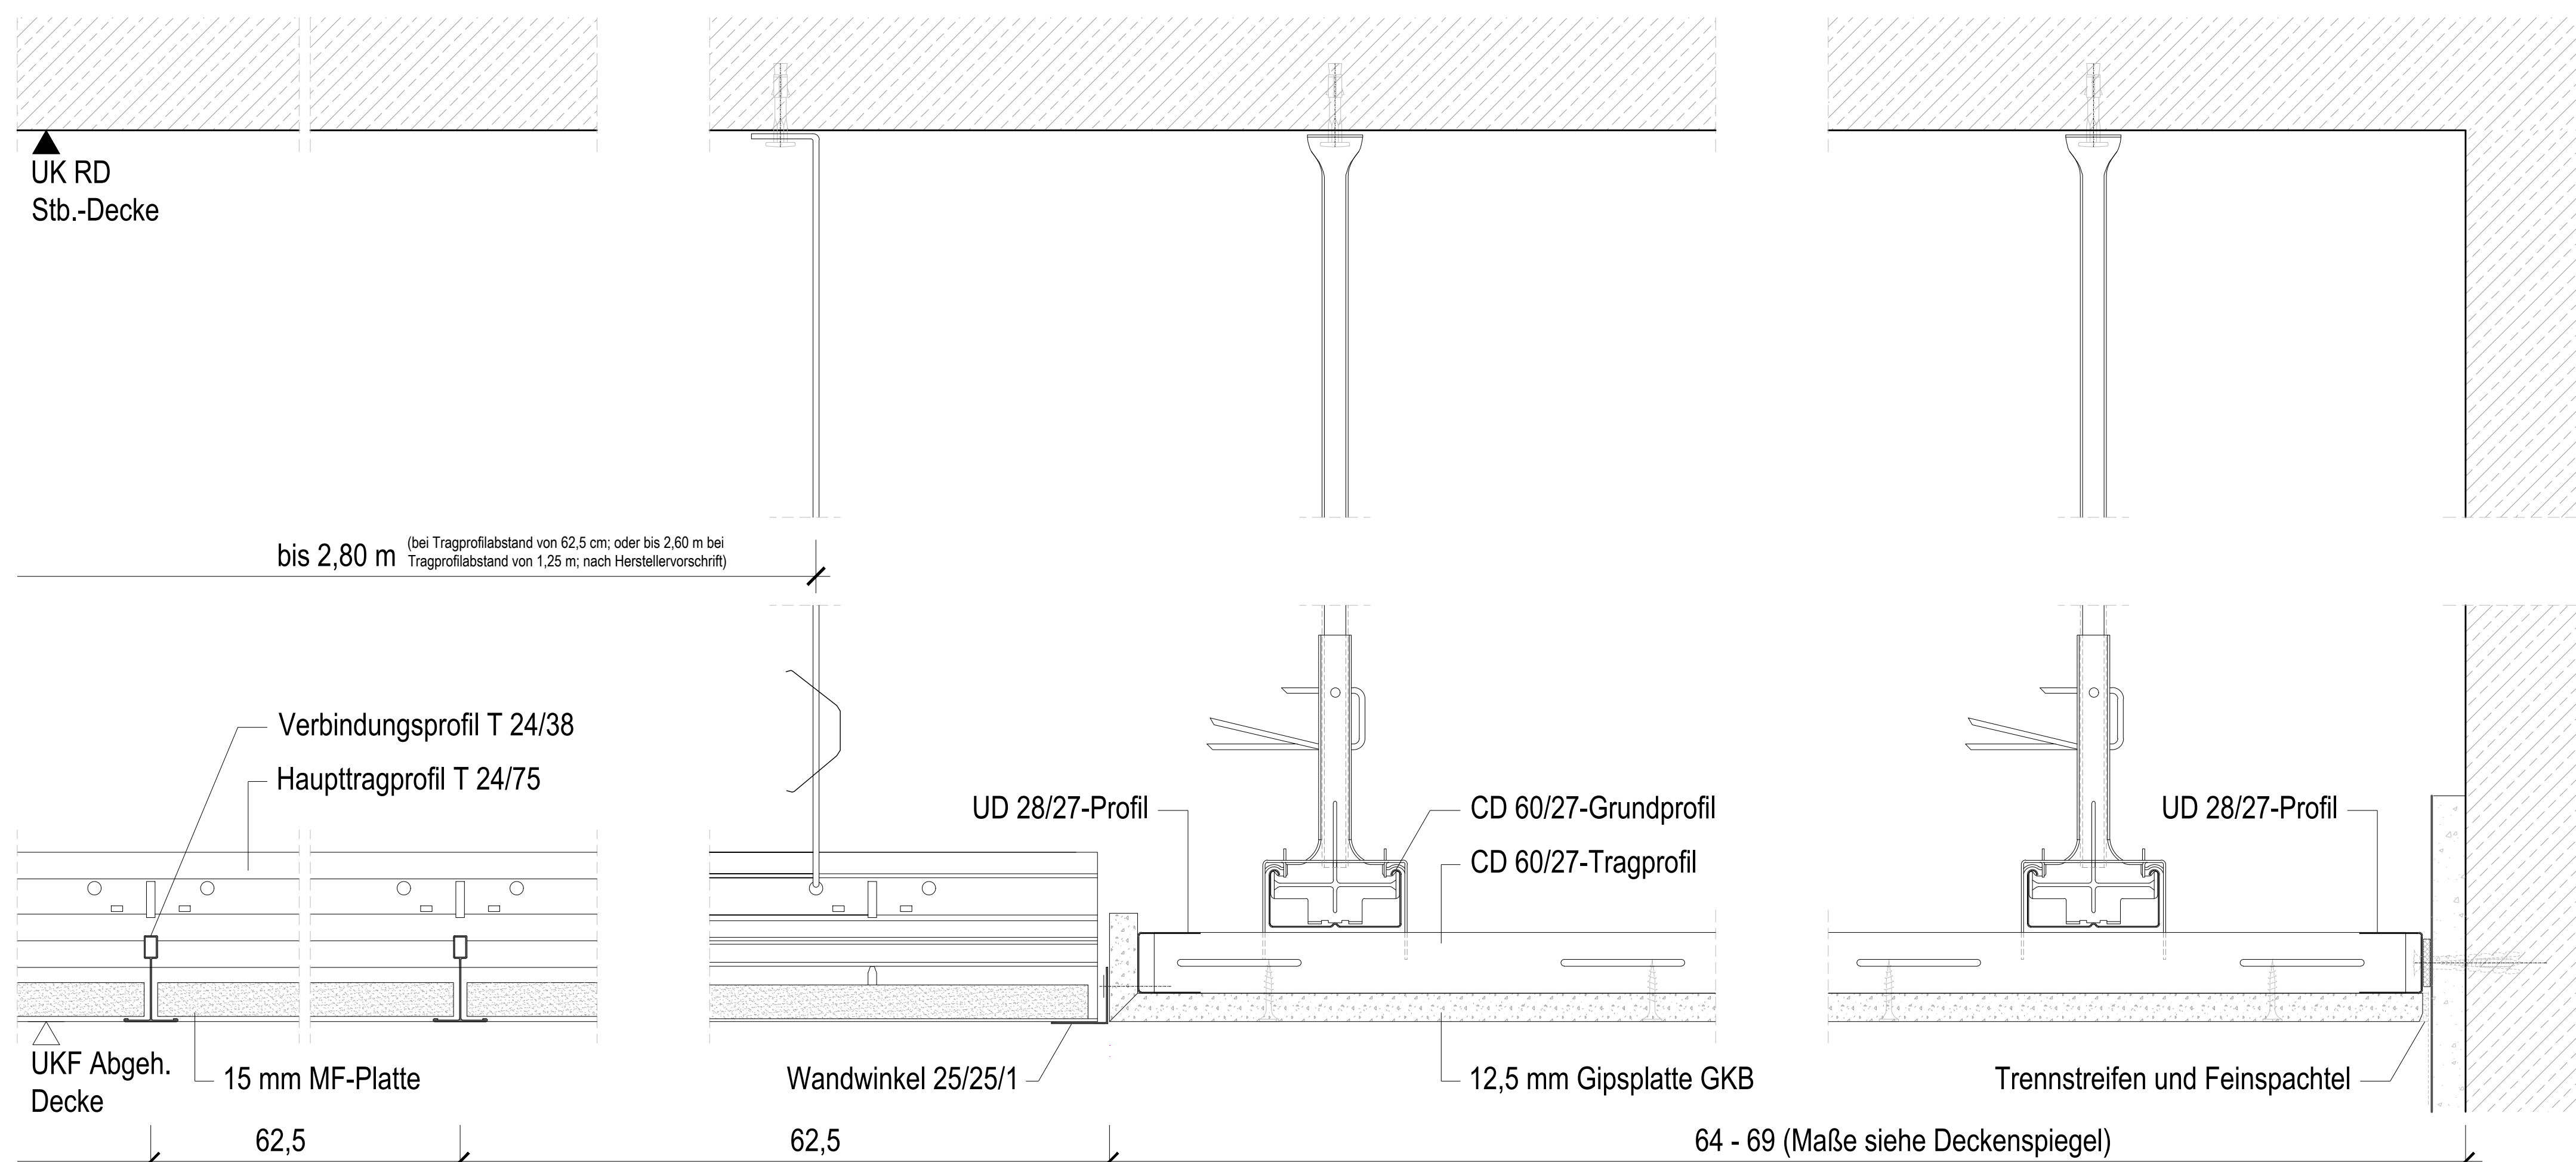 UK RD
Stb.-Decke
bis 2,80 m
(bei Tragprofilabstand von 62,5 cm; oder bis 2,60 m bei
Tragprofilabstand von 1,25 m; nach Herstellervorschrift)
Verbindungsprofil T 24/38
Haupttragprofil T 24/75
UD 28/27-Profil
CD 60/27-Grundprofil
CD 60/27-Tragprofil
UD 28/27-Profil
UKF Abgeh.
Decke
15 mm MF-Platte
Wandwinkel 25/25/1
12,5 mm Gipsplatte GKB
Trennstreifen und Feinspachtel
62,5
62,5
64 - 69 (Maße siehe Deckenspiegel)